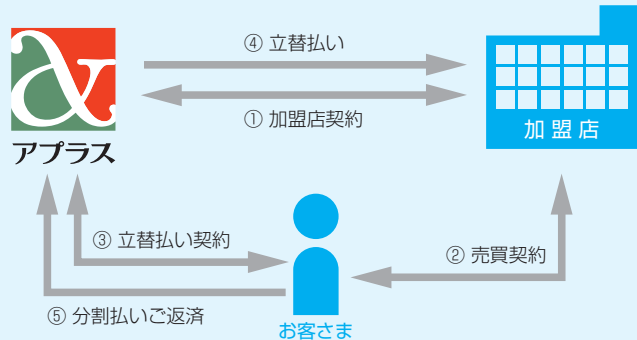 ④ 立替払い
① 加盟店契約
&
アプラス
加盟店
③ 立替払い契約
② 売買契約
⑤ 分割払いご返済
お客さま